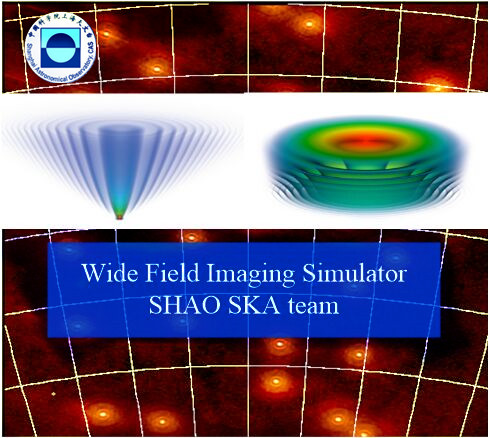 中国科学院上海天文台
Shanghai Astronomical Observatory, CAS
Wide Field Imaging Simulator
SHAO SKA team